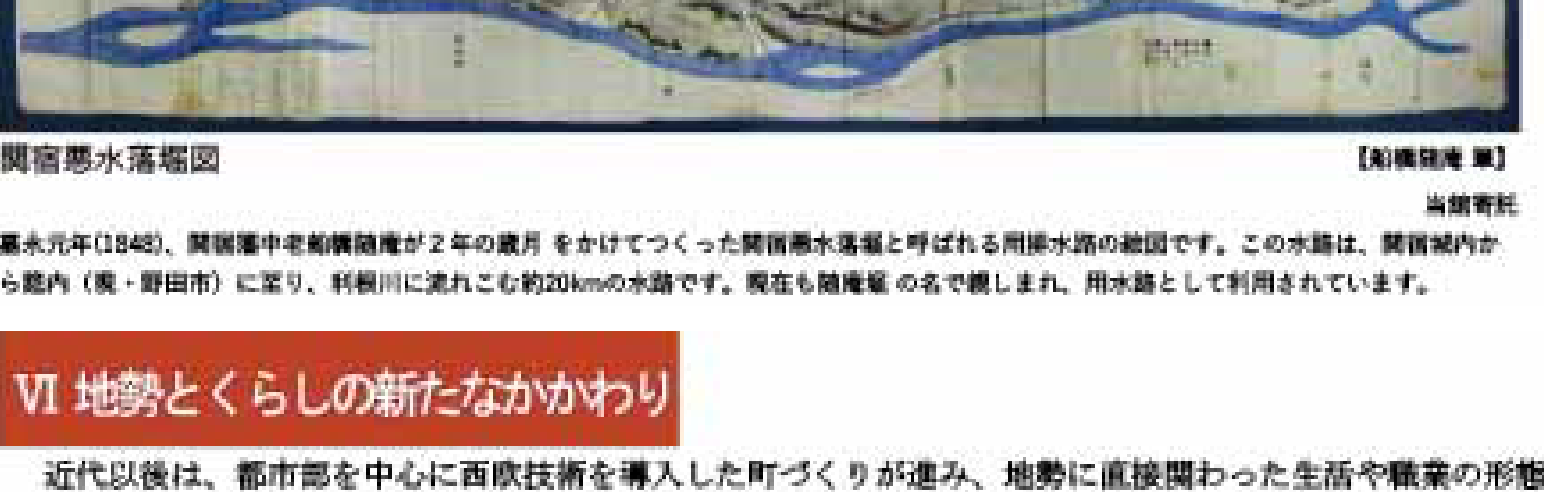 関宿悪水落堀図
【船橋随庵 筆】
当館寄託
嘉永元年(1848)、関宿藩中老船橋随庵が2年の歳月 をかけてつくった関宿悪水落堀と呼ばれる用排水路の絵図です。この水路は、関宿城内か
ら 内（現・野田市）に至り、利根川に流れこむ約20kmの水路です。現在も随庵堀 の名で親しまれ、用水路として利用されています。
Ⅵ 地勢とくらしの新たなかかわり
近代以後は、都市部を中心に西欧技術を導入した町づくりが進み、地勢に直接関わった生活や職業の形態